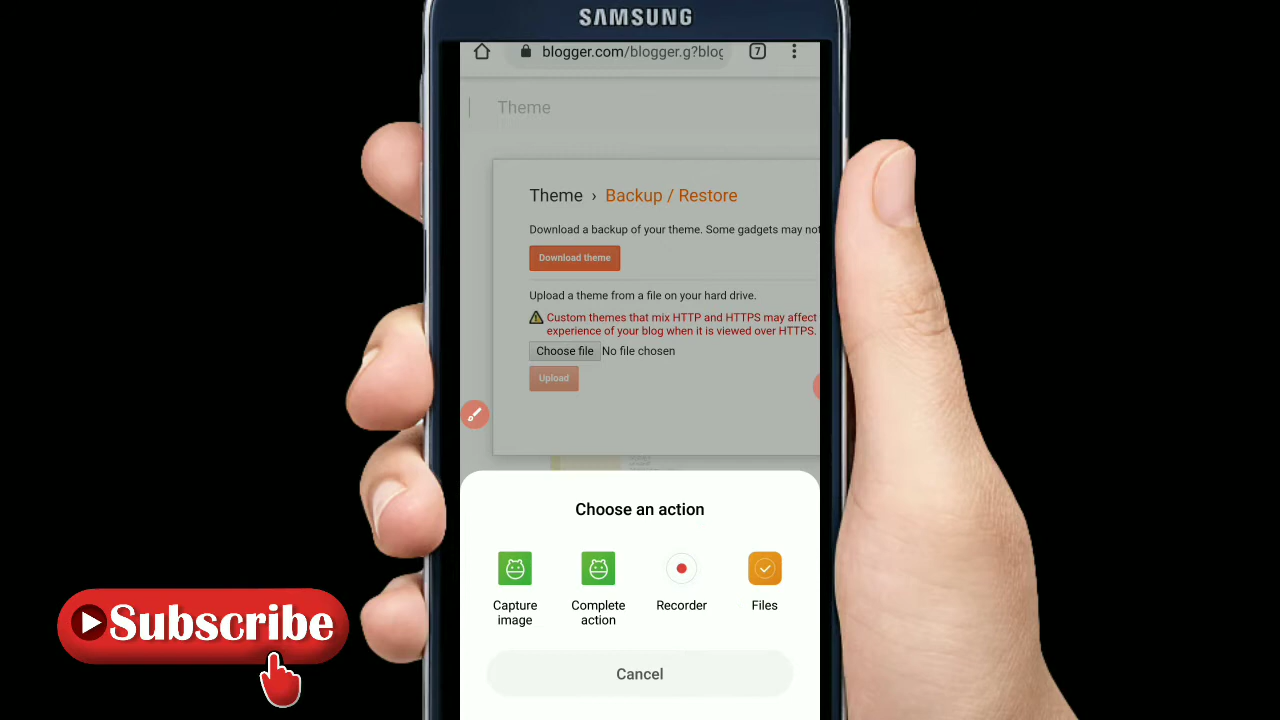 SAMSUNG
blogger.com/blogger.g?blog
7
Theme
Theme › Backup / Restore
Download a backup of your theme. Some gadgets may not
Download theme
Upload a theme from a file on your hard drive.
Custom themes that mix HTTP and HTTPS may affect
experience of your blog when it is viewed over HTTPS.
Choose file No file chosen
Upload
Choose an action
Capture image
Complete action
Recorder
Files
Cancel
Subscribe